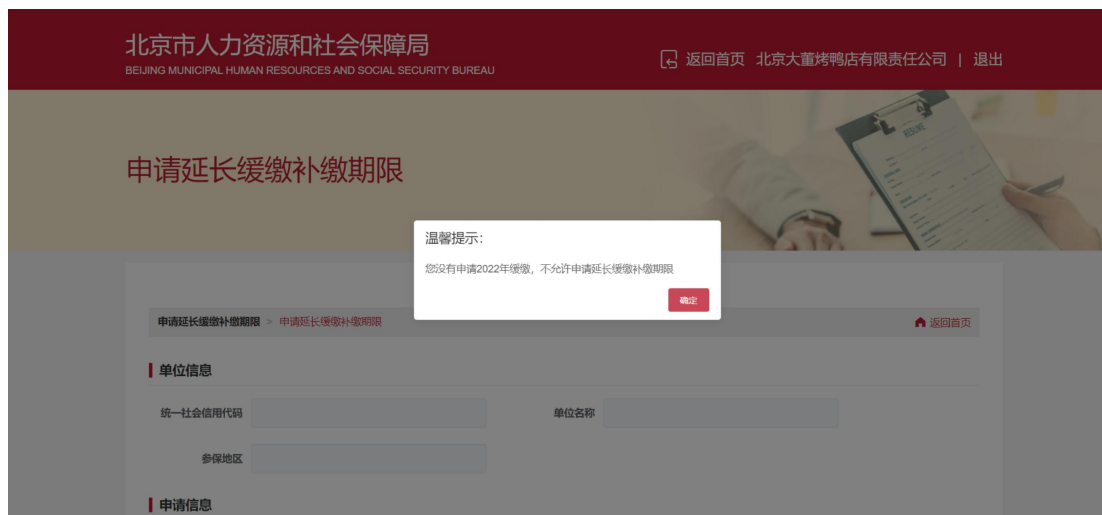 北京市人力资源和社会保障局
BEIJING MUNICIPAL HUMAN RESOURCES AND SOCIAL SECURITY BUREAU
返回首页 北京大董烤鸭店有限责任公司 | 退出
RESUME
申请延长缓缴补缴期限
温馨提示：
您没有申请2022年缓缴，不允许申请延长缓缴补缴期限
确定
申请延长缓缴补缴期限 > 申请延长缓缴补缴期限
返回首页
单位信息
统一社会信用代码
单位名称
参保地区
申请信息